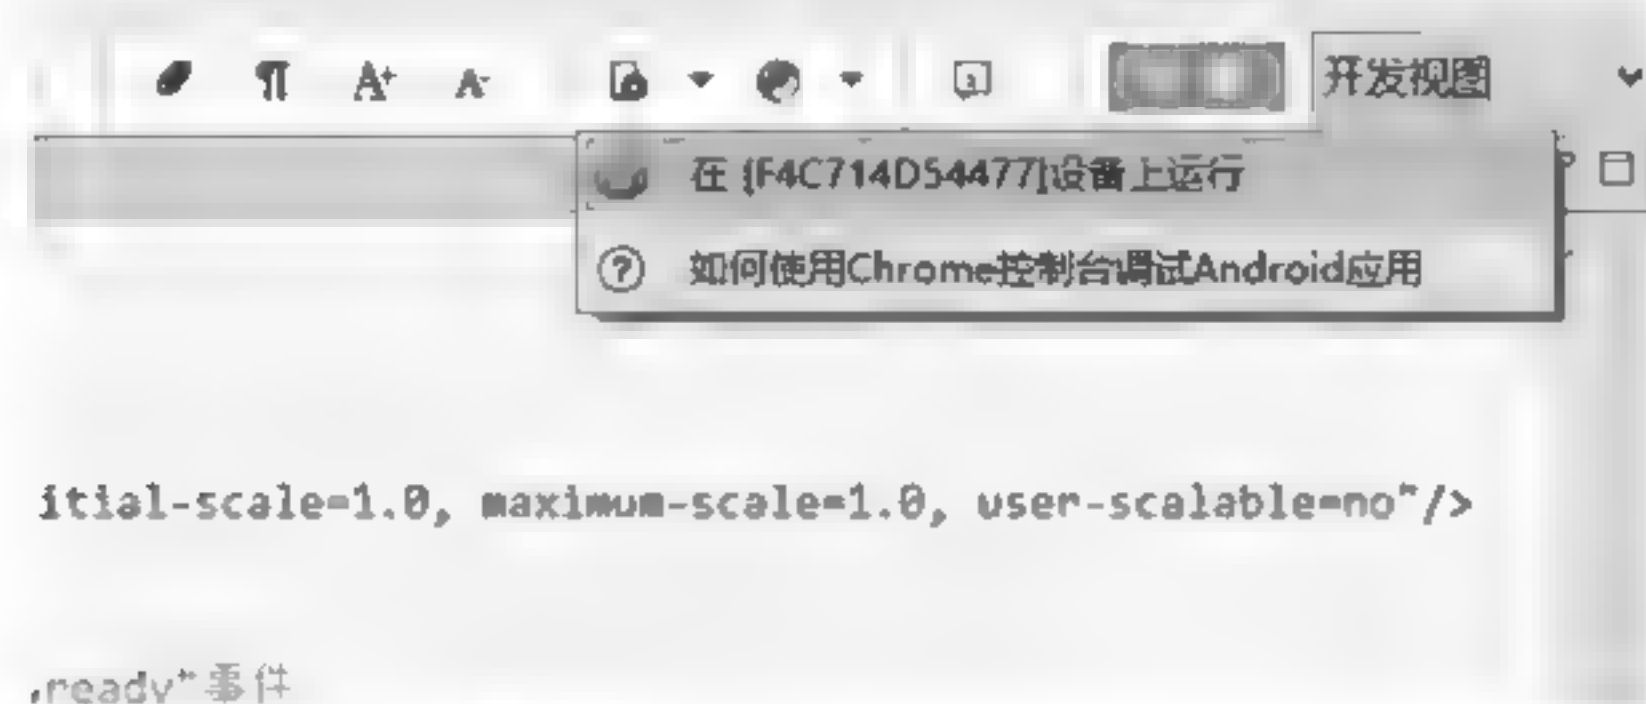 A+ A-
开发视图
在 [F4C714D54477]设备上运行
如何使用Chrome控制台调试Android应用
itial-scale=1.0, maximum-scale=1.0, user-scalable=no"/>
ready"事件